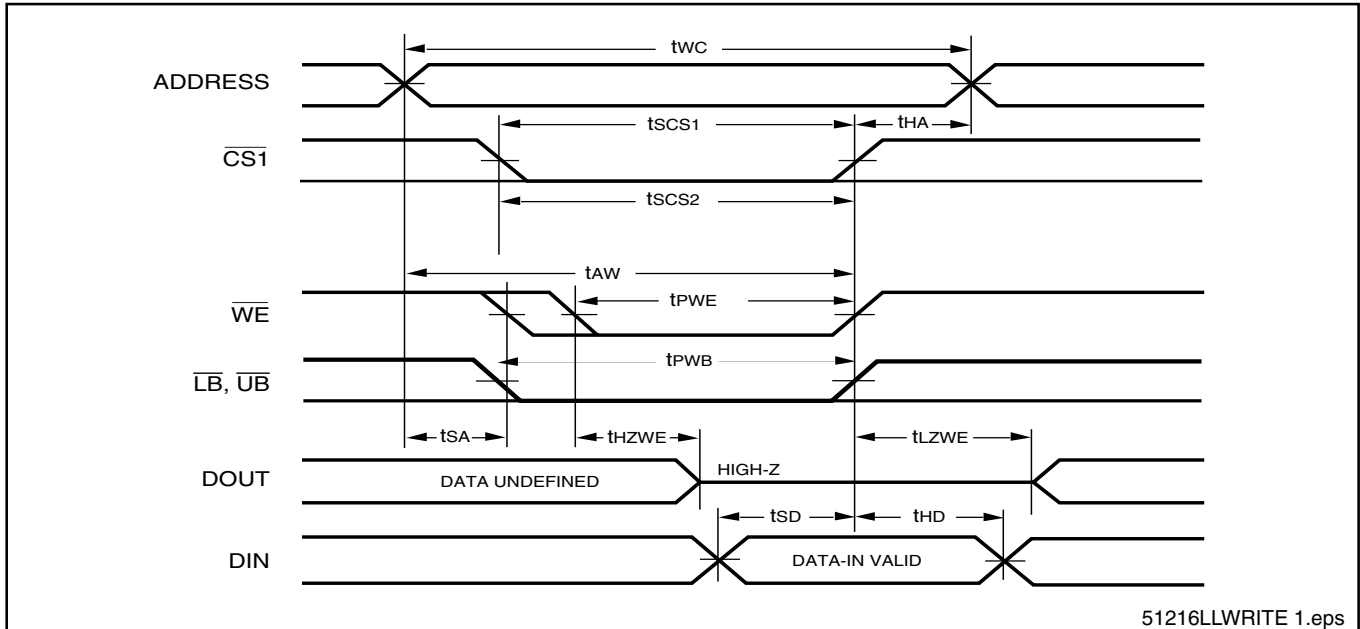 tWC
ADDRESS
tSCS1
tHA
CS1
tSCS2
tAW
tPWE
WE
tPWB
LB, UB
tSA
tHZWE
tLZWE
DOUT
DATA UNDEFINED
HIGH-Z
tSD
tHD
DIN
DATA-IN VALID
51216LLWRITE 1.eps